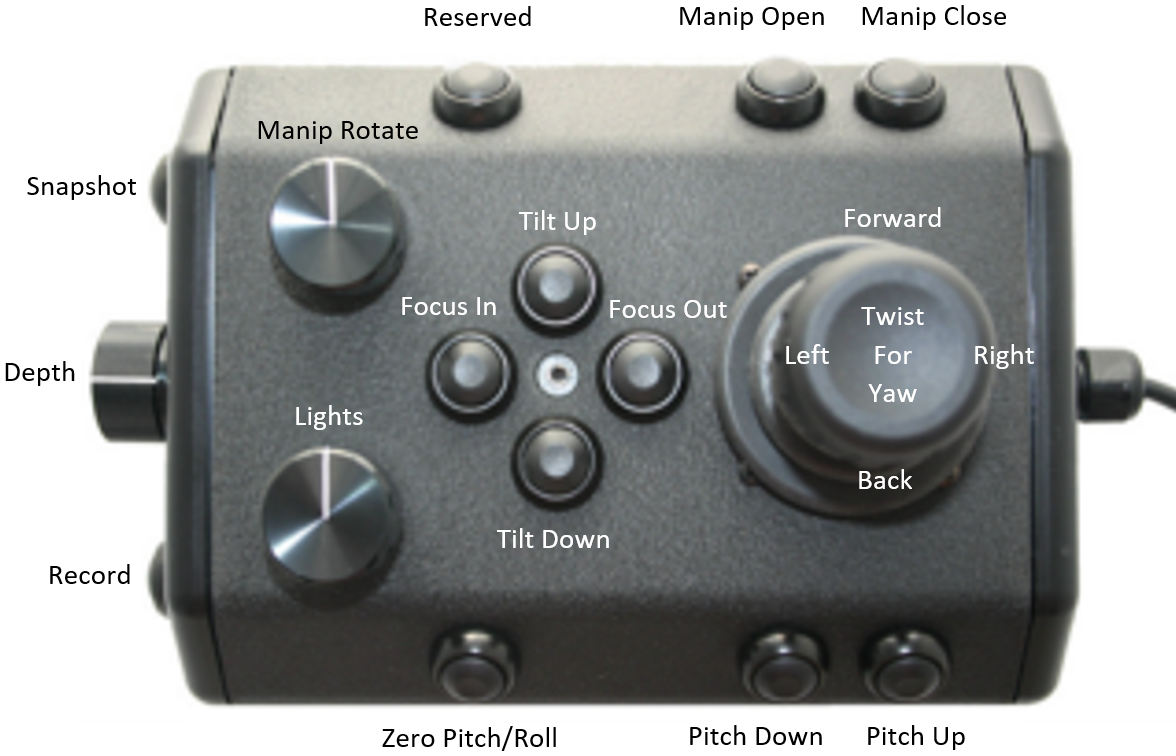 Reserved
Manip Open
Manip Close
Manip Rotate
Snapshot
Tilt Up
Forward
Focus In
Focus Out
Twist
Left
For
Right
Yaw
Depth
Lights
Back
Tilt Down
Record
Zero Pitch/Roll
Pitch Down
Pitch Up